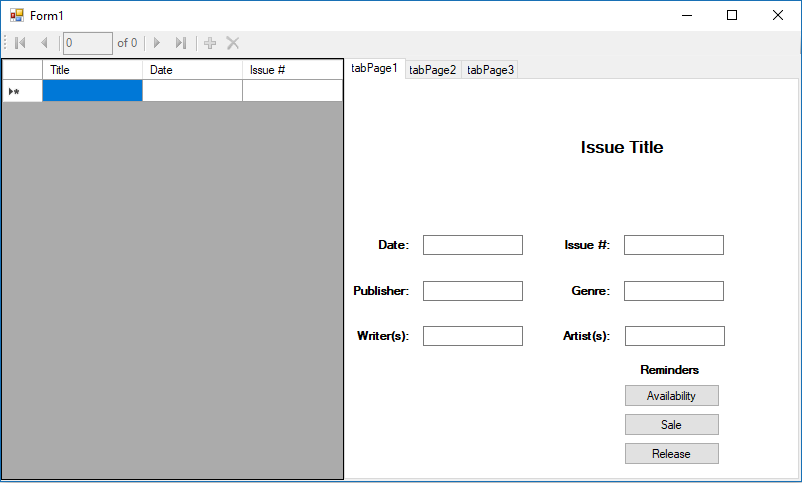 Form1
0 of 0
Title Date Issue #
tabPage1 tabPage2 tabPage3
Issue Title
Date: Issue #:
Publisher: Genre:
Writer(s): Artist(s):
Reminders
Availability
Sale
Release